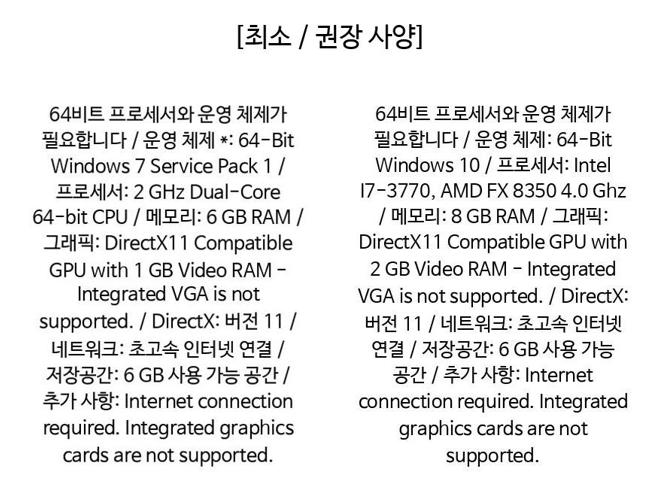 [최소 / 권장 사양]
64비트 프로세서와 운영 체제가
필요합니다 / 운영 체제 *: 64-Bit
Windows 7 Service Pack 1 /
프로세서: 2 GHz Dual-Core
64-bit CPU / 메모리: 6 GB RAM /
그래픽: DirectX11 Compatible
GPU with 1 GB Video RAM -
Integrated VGA is not
supported. / DirectX: 버전 11 /
네트워크: 초고속 인터넷 연결 /
저장공간: 6 GB 사용 가능 공간 /
추가 사항: Internet connection
required. Integrated graphics
cards are not supported.
64비트 프로세서와 운영 체제가
필요합니다 / 운영 체제: 64-Bit
Windows 10 / 프로세서: Intel
I7-3770, AMD FX 8350 4.0 Ghz
/ 메모리: 8 GB RAM / 그래픽:
DirectX11 Compatible GPU with
2 GB Video RAM - Integrated
VGA is not supported. / DirectX:
버전 11 / 네트워크: 초고속 인터넷
연결 / 저장공간: 6 GB 사용 가능
공간 / 추가 사항: Internet
connection required. Integrated
graphics cards are not
supported.